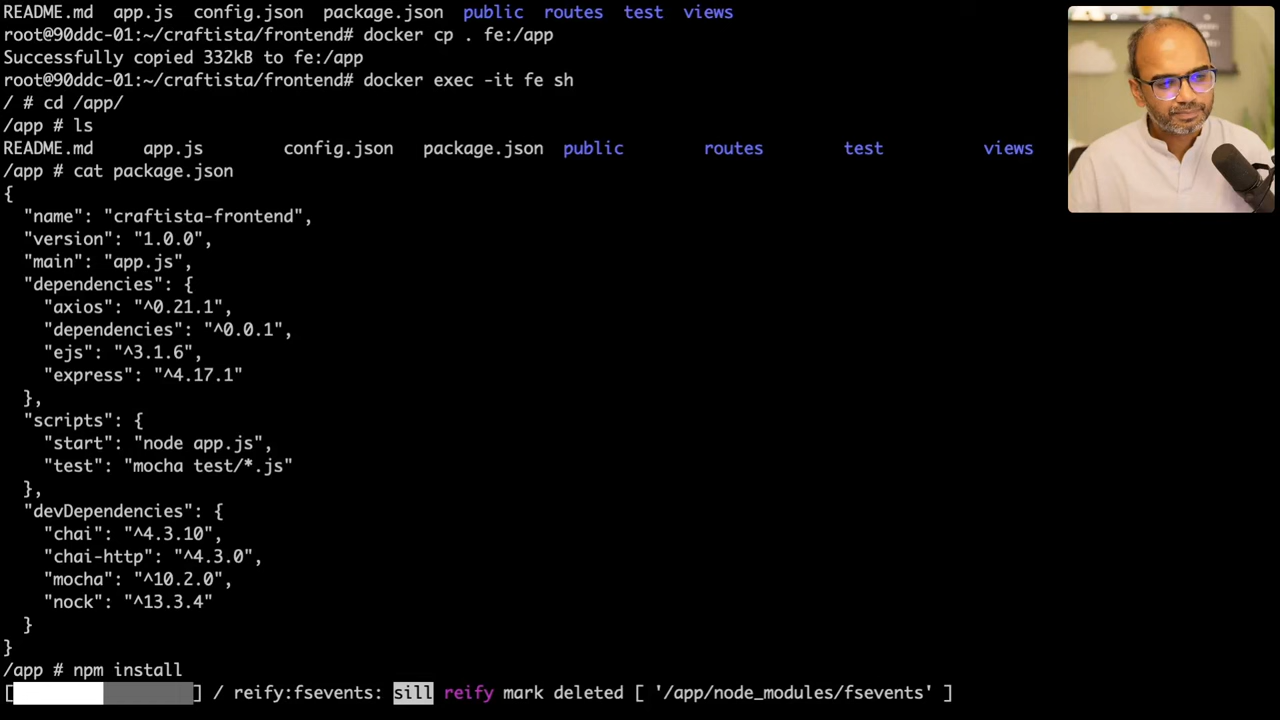 README.md  app.js  config.json  package.json  public  routes  test  views
root@90ddc-01:~/craftista/frontend# docker cp . fe:/app
Successfully copied 332kB to fe:/app
root@90ddc-01:~/craftista/frontend# docker exec -it fe sh
/ # cd /app/
/app # ls
README.md     app.js        config.json   package.json  public        routes        test          views
/app # cat package.json
{
  "name": "craftista-frontend",
  "version": "1.0.0",
  "main": "app.js",
  "dependencies": {
    "axios": "^0.21.1",
    "dependencies": "^0.0.1",
    "ejs": "^3.1.6",
    "express": "^4.17.1"
  },
  "scripts": {
    "start": "node app.js",
    "test": "mocha test/*.js"
  },
  "devDependencies": {
    "chai": "^4.3.10",
    "chai-http": "^4.3.0",
    "mocha": "^10.2.0",
    "nock": "^13.3.4"
  }
}
/app # npm install
[                  ] / reify:fsevents: sill reify mark deleted [ '/app/node_modules/fsevents' ]